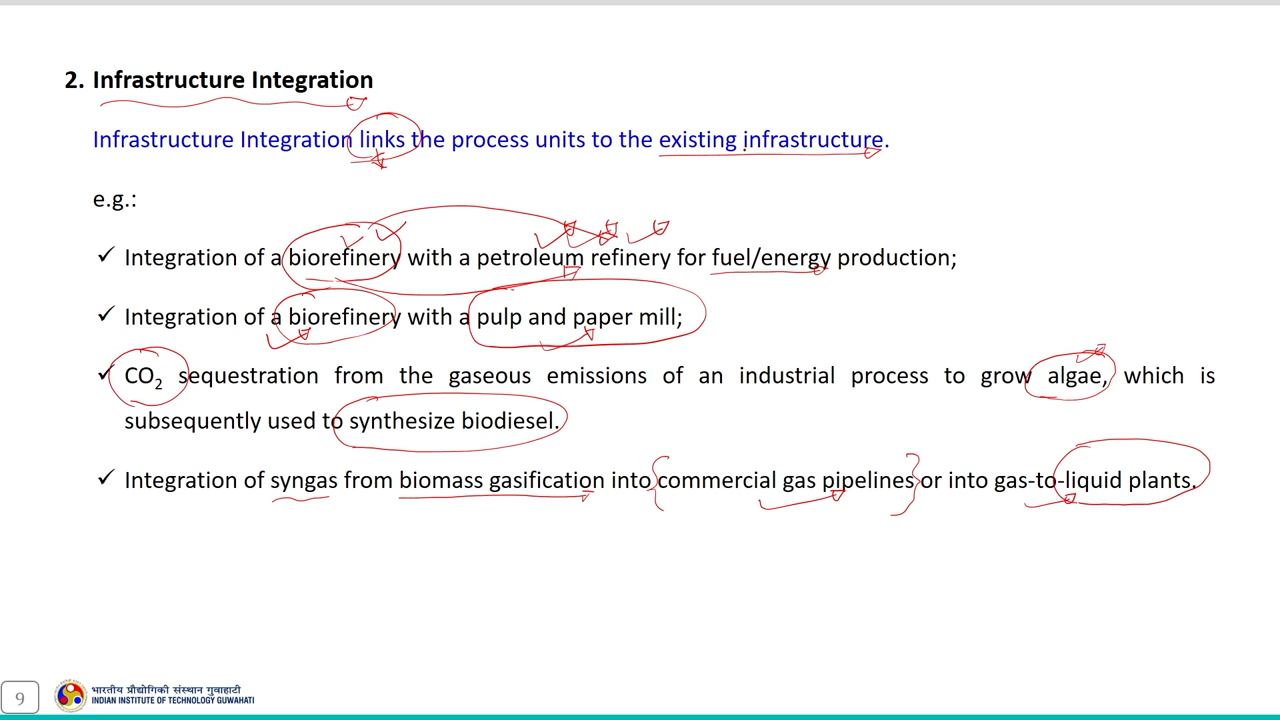 2. Infrastructure Integration
Infrastructure Integration links the process units to the existing infrastructure.
e.g.:
✓ Integration of a biorefinery with a petroleum refinery for fuel/energy production;
✓ Integration of a biorefinery with a pulp and paper mill;
✓ CO₂ sequestration from the gaseous emissions of an industrial process to grow algae, which is
subsequently used to synthesize biodiesel.
✓ Integration of syngas from biomass gasification into commercial gas pipelines or into gas-to-liquid plants.
9
भारतीय प्रौद्योगिकी संस्थान गुवाहाटी
INDIAN INSTITUTE OF TECHNOLOGY GUWAHATI